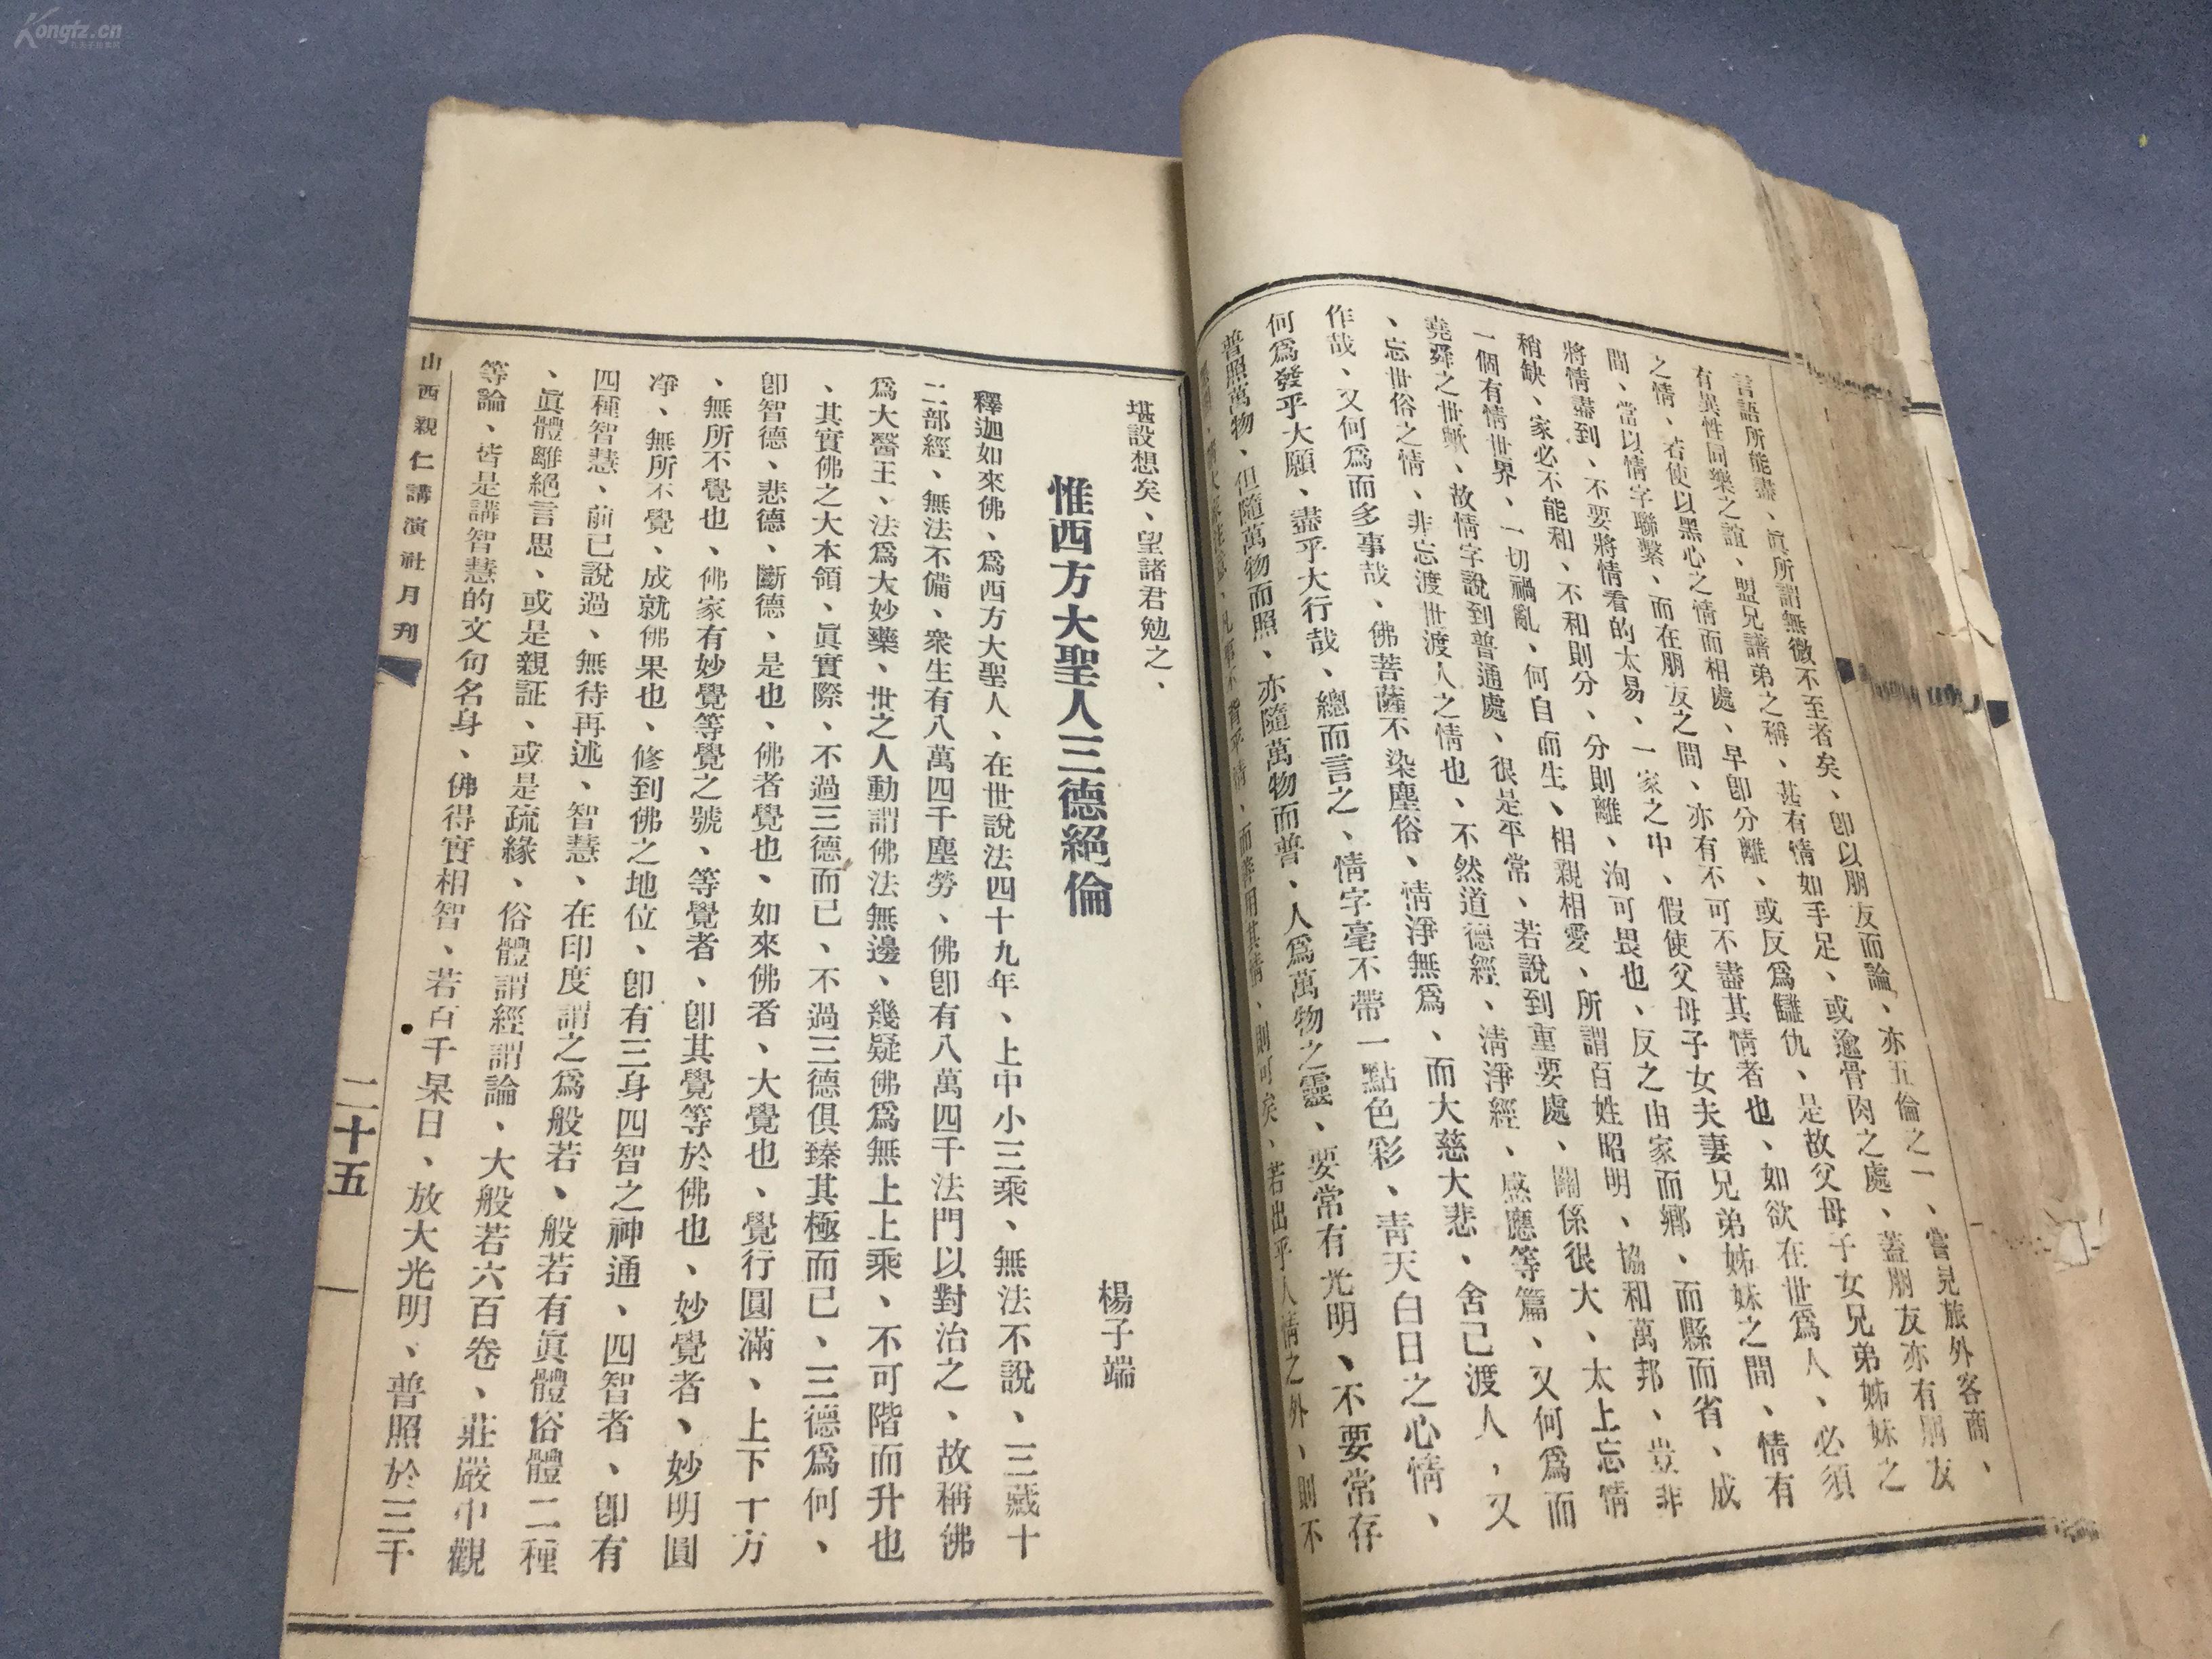 Kongfz.cn
言語所能盡、眞所謂無微不至者矣、卽以朋友而論、亦五倫之一、嘗見旅外客商、
有異性同樂之誼、盟兄譜弟之稱、甚有情如手足、或逾骨肉之處、蓋朋友亦有朋友
之情、若使以黑心之情而相處、早卽分離、或反爲讎仇、是故父母子女兄弟姊妹之
間、當以情字聯繫、而在朋友之間、亦有不可不盡其情者也、如欲在世爲人、必須
將情盡到、不要將情看的太易、一家之中、假使父母子女夫妻兄弟姊妹之間、情有
稍缺、家必不能和、不和則分、分則離、洵可畏也、反之由家而鄉、而縣而省、成
一個有情世界、一切禍亂、何自而生、相親相愛、所謂百姓昭明、協和萬邦、豈非
堯舜之世歟、故情字說到普通處、很是平常、若說到重要處、關係很大、太上忘情
、忘世俗之情、非忘渡世渡人之情也、不然道德經、清淨經、感應等篇、又何爲而
作哉、又何爲而多事哉、佛菩薩不染塵俗、情淨無爲、而大慈大悲、舍己渡人，又
何爲發乎大願、盡乎大行哉、總而言之、情字毫不帶一點色彩、靑天白日之心情、
普照萬物、但隨萬物而照、亦隨萬物而普、人爲萬物之靈、要常有光明、不要常存
凡事不背乎情、而善用其情、則可矣、若出乎人情之外、則不
堪設想矣、望諸君勉之、
惟西方大聖人三德絕倫
楊子端
釋迦如來佛、爲西方大聖人、在世說法四十九年、上中小三乘、無法不說、三藏十
二部經、無法不備、衆生有八萬四千塵勞、佛卽有八萬四千法門以對治之、故稱佛
爲大醫王、法爲大妙藥、世之人動謂佛法無邊、幾疑佛爲無上上乘、不可階而升也
、其實佛之大本領、眞實際、不過三德而已、不過三德俱臻其極而已、三德爲何、
卽智德、悲德、斷德、是也、佛者覺也、如來佛者、大覺也、覺行圓滿、上下十方
、無所不覺也、佛家有妙覺等覺之號、等覺者、卽其覺等於佛也、妙覺者、妙明圓
淨、無所不覺、成就佛果也、修到佛之地位、卽有三身四智之神通、四智者、卽有
四種智慧、前已說過、無待再述、智慧、在印度謂之爲般若、般若有眞體俗體二種
、眞體離絕言思、或是親証、或是疏緣、俗體謂經謂論、大般若六百卷、莊嚴中觀
等論、皆是講智慧的文句名身、佛得實相智、若百千杲日、放大光明、普照於三千
山西親仁講演社月刋
二十五